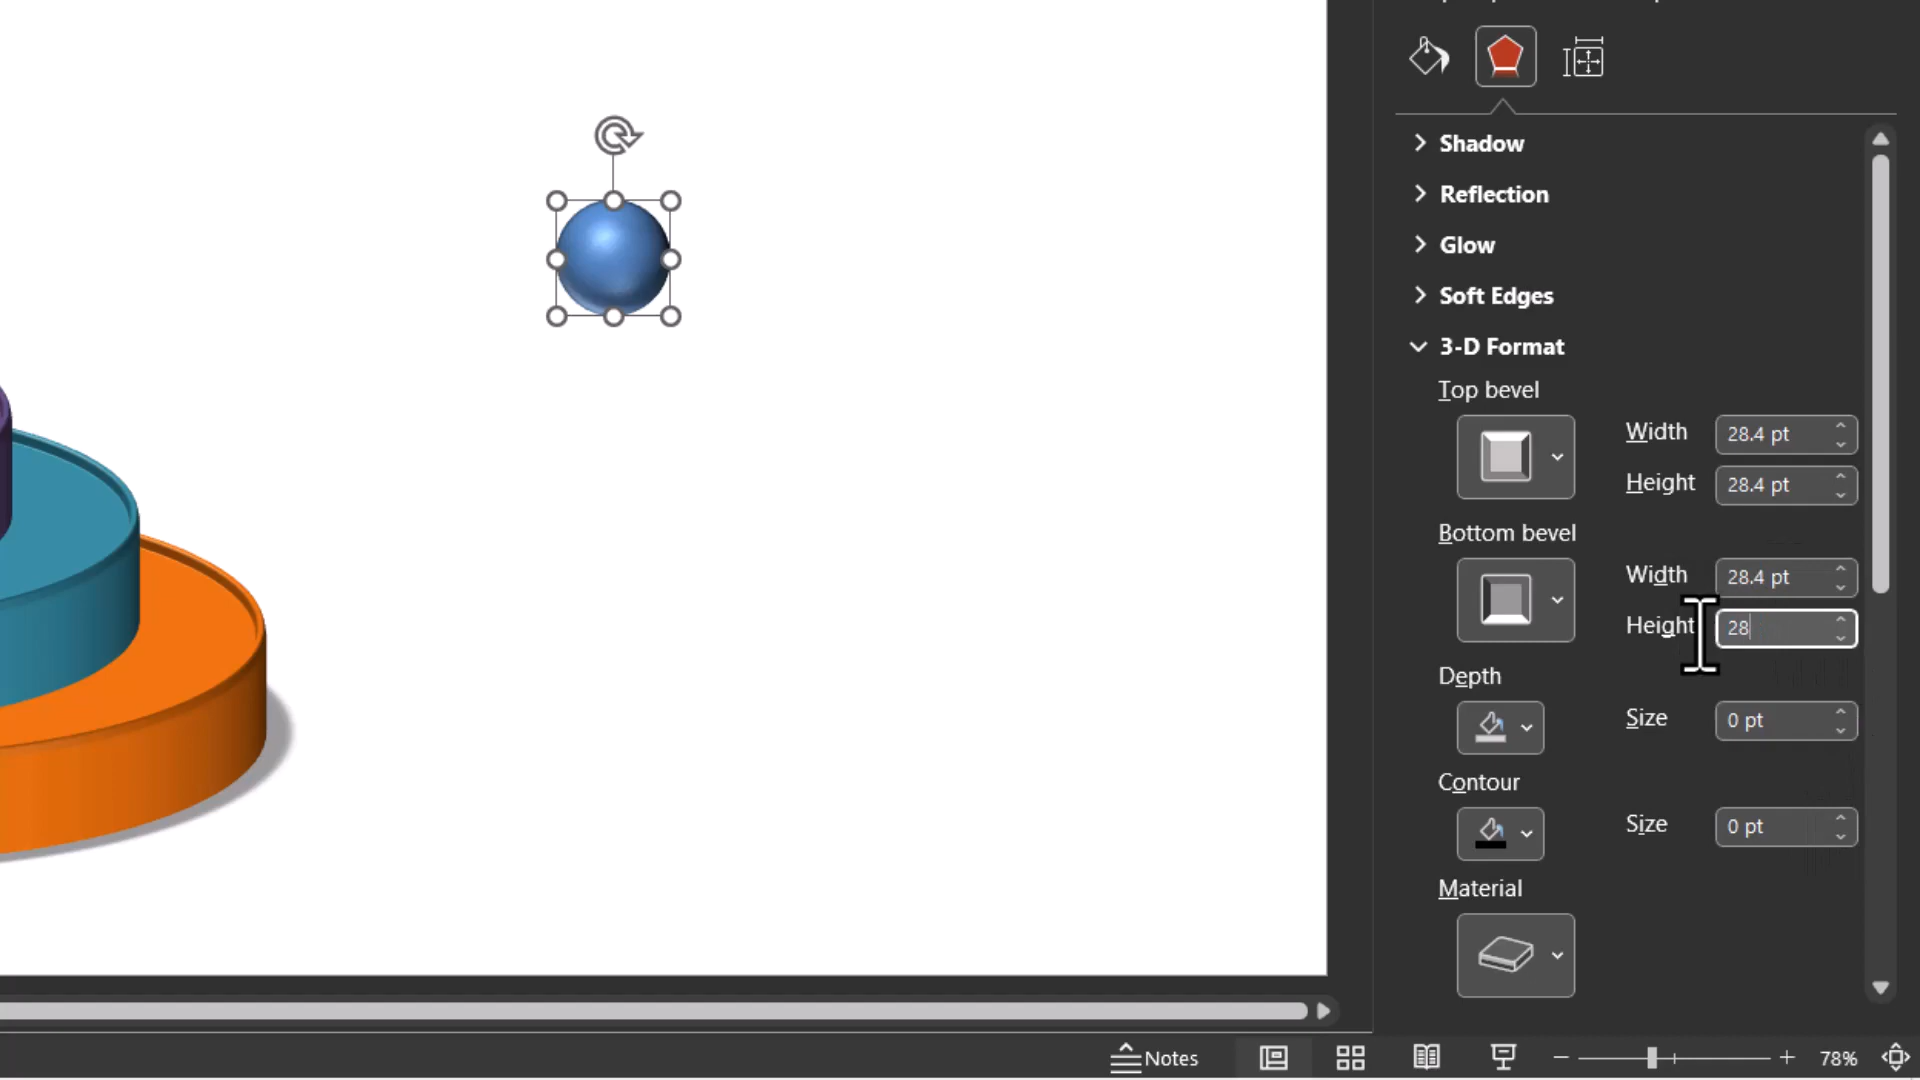 Shadow
Reflection
Glow
Soft Edges
3-D Format
Top bevel
Width 28.4 pt
Height 28.4 pt
Bottom bevel
Width 28.4 pt
Height 28
Depth
Size 0 pt
Contour
Size 0 pt
Material
Notes 78%